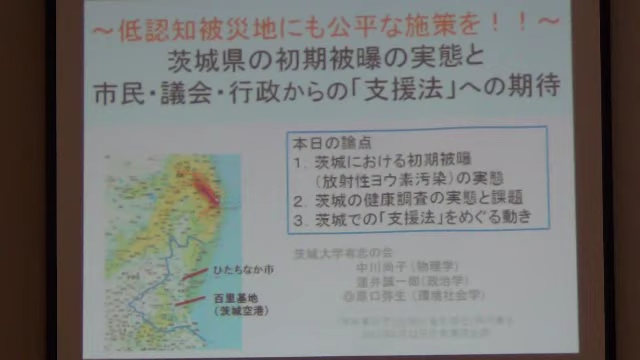 ～低認知被災地にも公平な施策を！！～
茨城県の初期被曝の実態と
市民・議会・行政からの「支援法」への期待
本日の論点
1. 茨城における初期被曝
（放射性ヨウ素汚染）の実態
2. 茨城の健康調査の実態と課題
3. 茨城での「支援法」をめぐる動き
ひたちなか市
百里基地
（茨城空港）
茨城大学有志の会
中川尚子（物理学）
蓮井誠一郎（政治学）
◎原口弥生（環境社会学）